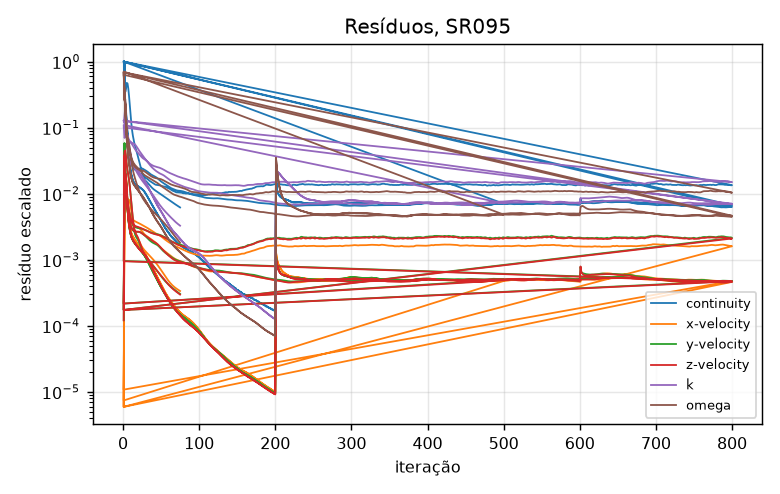 Resíduos, SR095
resíduo escalado
10⁰
10⁻¹
10⁻²
10⁻³
10⁻⁴
10⁻⁵
0 100 200 300 400 500 600 700 800
iteração
continuity
x-velocity
y-velocity
z-velocity
k
omega